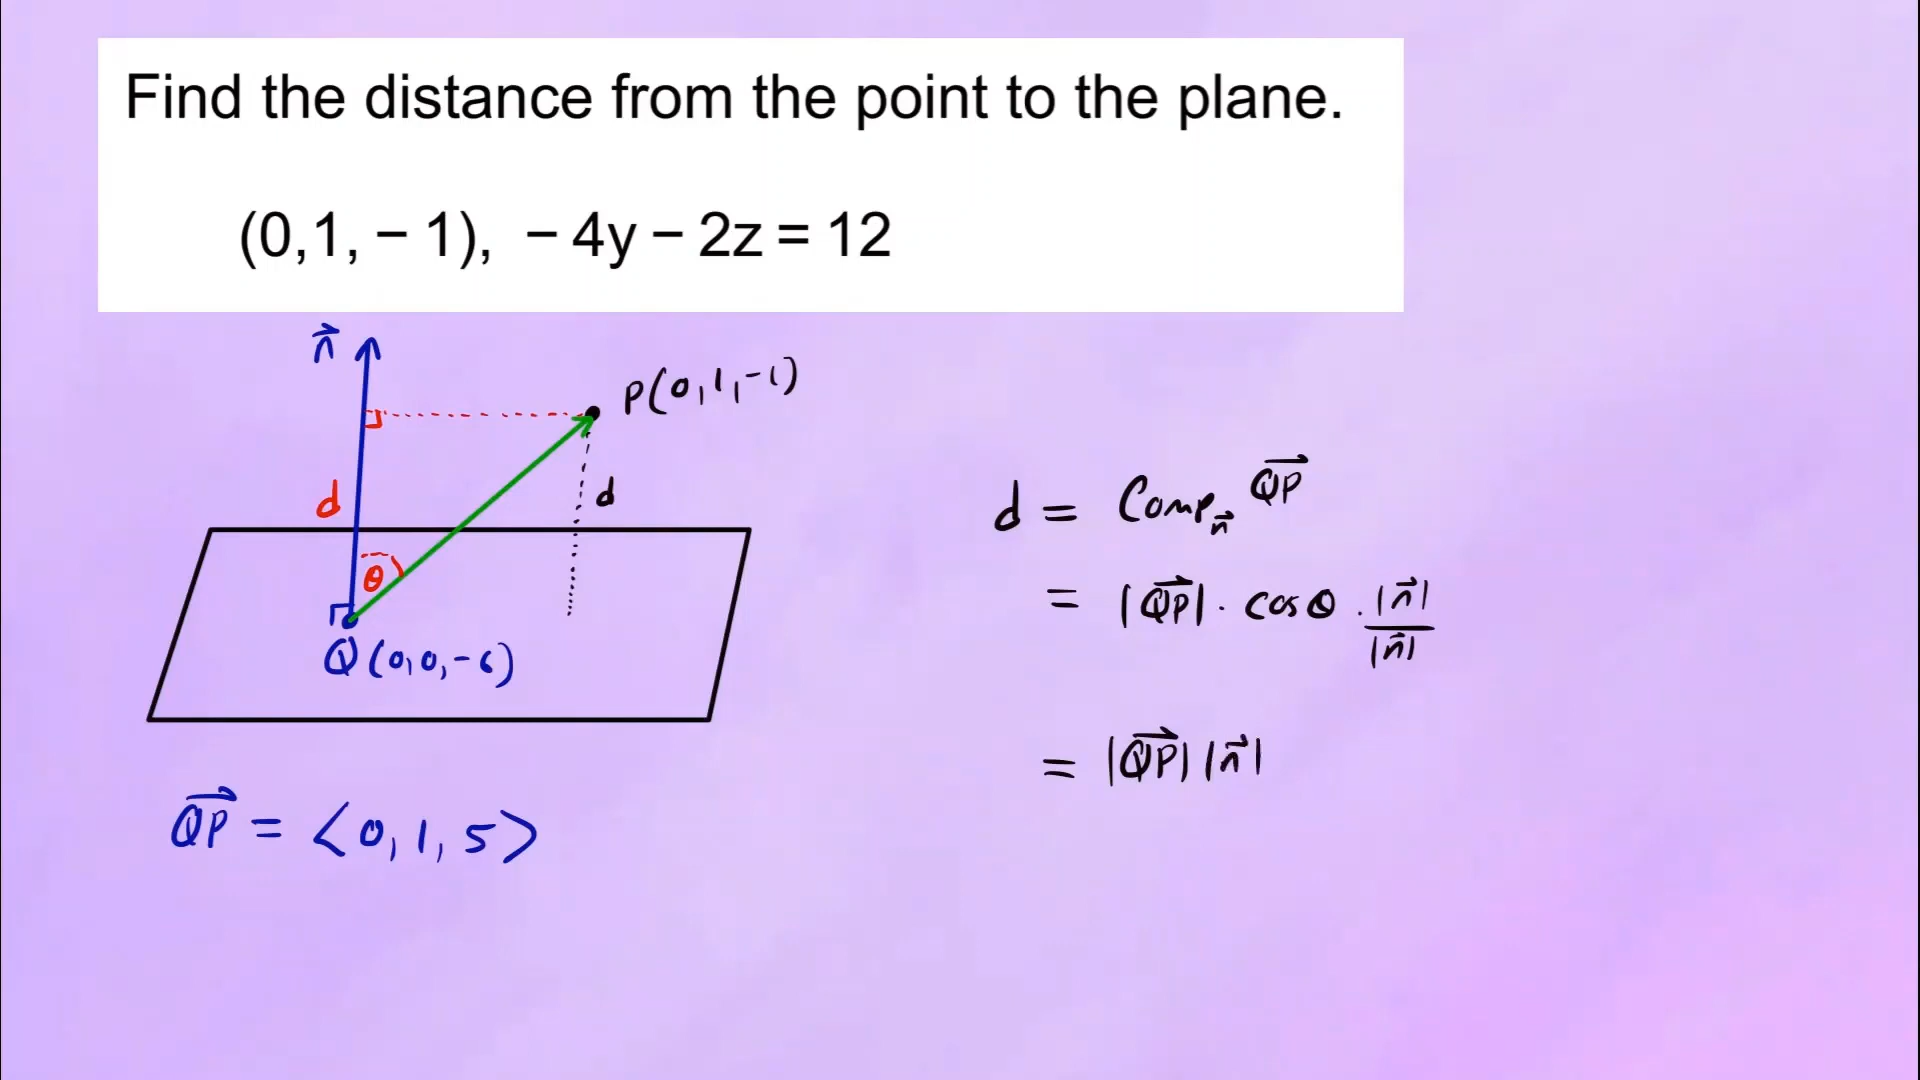 Find the distance from the point to the plane.
(0,1, − 1), − 4y − 2z = 12
n⃗
P(0,1,-1)
d
d
θ
Q(0,0,-6)
d = Comp_n⃗ QP⃗
= |QP⃗| · cosθ · |n⃗|/|n⃗|
= |QP⃗| |n⃗|
QP⃗ = <0, 1, 5>